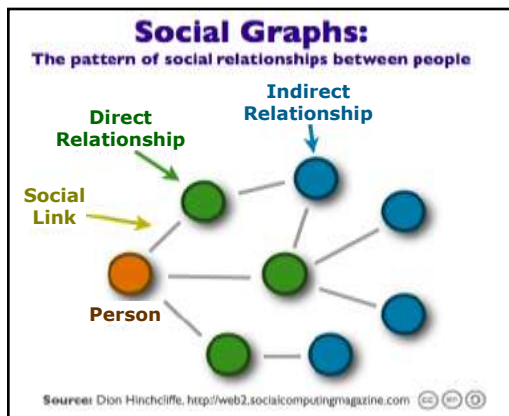 Social Graphs:
The pattern of social relationships between people
Indirect
Relationship
Direct
Relationship
Social
Link
Person
Source: Dion Hinchcliffe, http://web2.socialcomputingmagazine.com